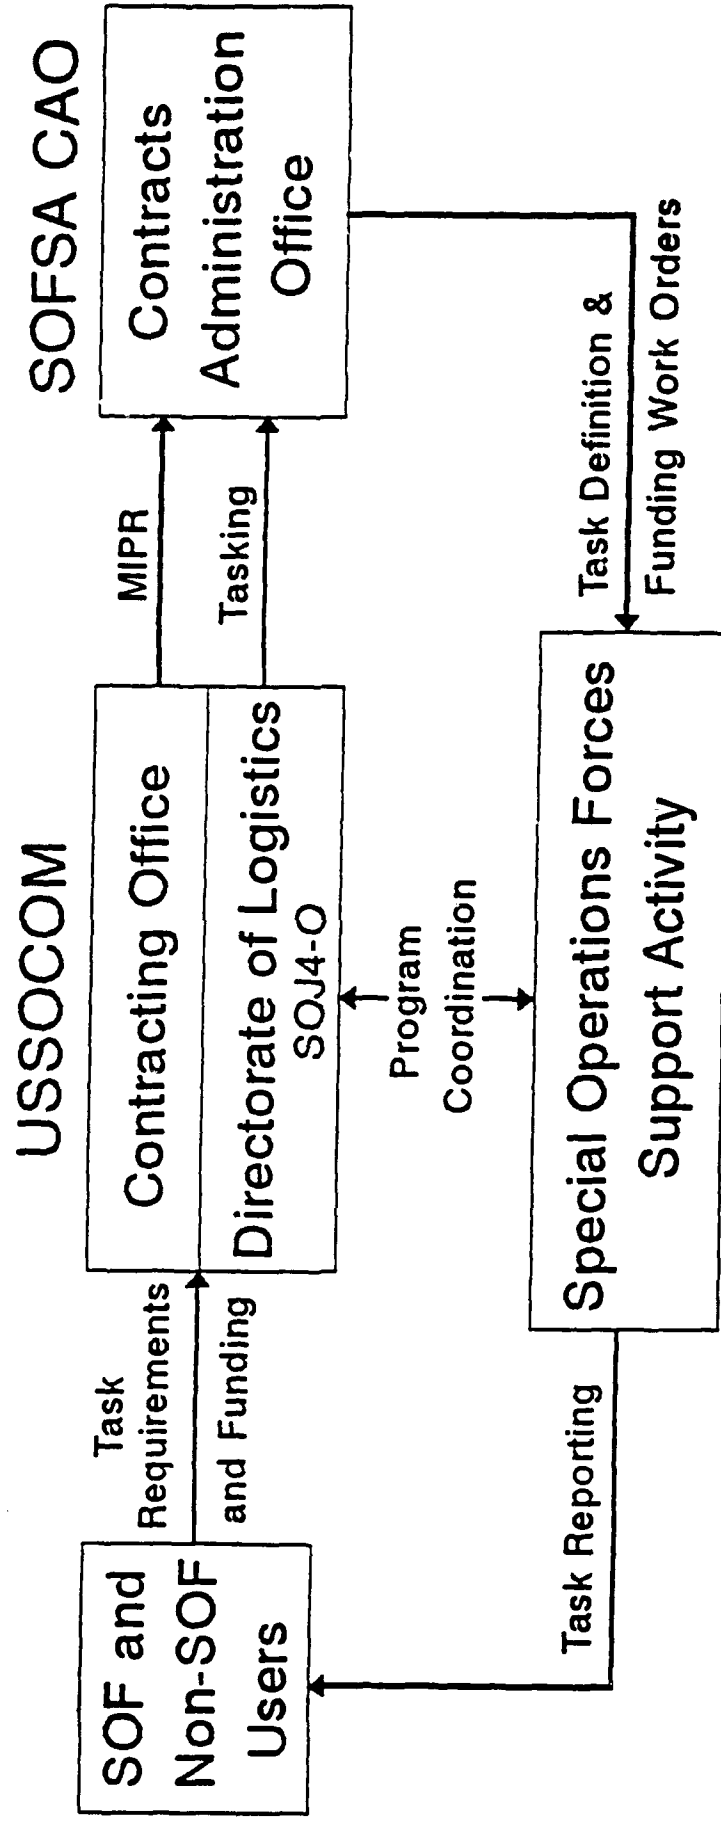 USSOCOM
SOFSA CAO
SOF and
Non-SOF
Users
Task
Requirements
and Funding
Contracting Office
Directorate of Logistics
SOJ4-O
MIPR
Tasking
Contracts
Administration
Office
Program
Coordination
Task Reporting
Special Operations Forces
Support Activity
Task Definition &
Funding Work Orders